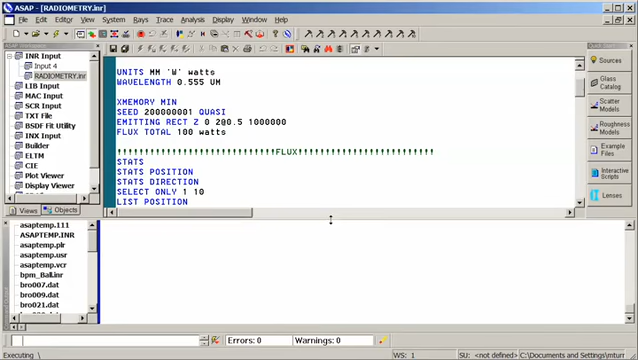 ASAP - [RADIOMETRY.inr]
File Edit Editor View System Rays Trace Analysis Display Window Help
INR Input
Input 4
RADIOMETRY.inr
LIB Input
MAC Input
SCR Input
TXT File
BSDF Fit Utility
INX Input
Builder
ELTM
CIE
Plot Viewer
Display Viewer
Views Objects
UNITS MM 'W' watts
WAVELENGTH 0.555 UM
XMEMORY MIN
SEED 200000001 QUASI
EMITTING RECT Z 0 2@0.5 1000000
FLUX TOTAL 100 watts
!!!!!!!!!!!!!!!!!!!!!!!!!!!!!FLUX!!!!!!!!!!!!!!!!!!!!!!!!!
STATS
STATS POSITION
STATS DIRECTION
SELECT ONLY 1 10
LIST POSITION
Sources
Glass Catalog
Scatter Models
Roughness Models
Example Files
Interactive Scripts
Lenses
asaptemp.111
ASAPTEMP.INR
asaptemp.plr
asaptemp.usr
asaptemp.vcr
bpm_Ball.inr
bro007.dat
bro009.dat
bro021.dat
Errors: 0 Warnings: 0
Executing \ WS: 1 SU: <not defined> C:\Documents and Settings\mturn